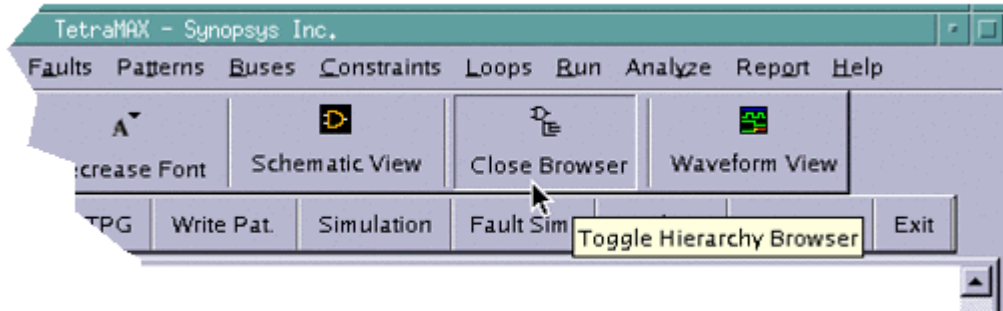 TetraMAX - Synopsys Inc.
Faults Patterns Buses Constraints Loops Run Analyze Report Help
A
crease Font Schematic View Close Browser Waveform View
TPG Write Pat. Simulation Fault Sim Exit
Toggle Hierarchy Browser